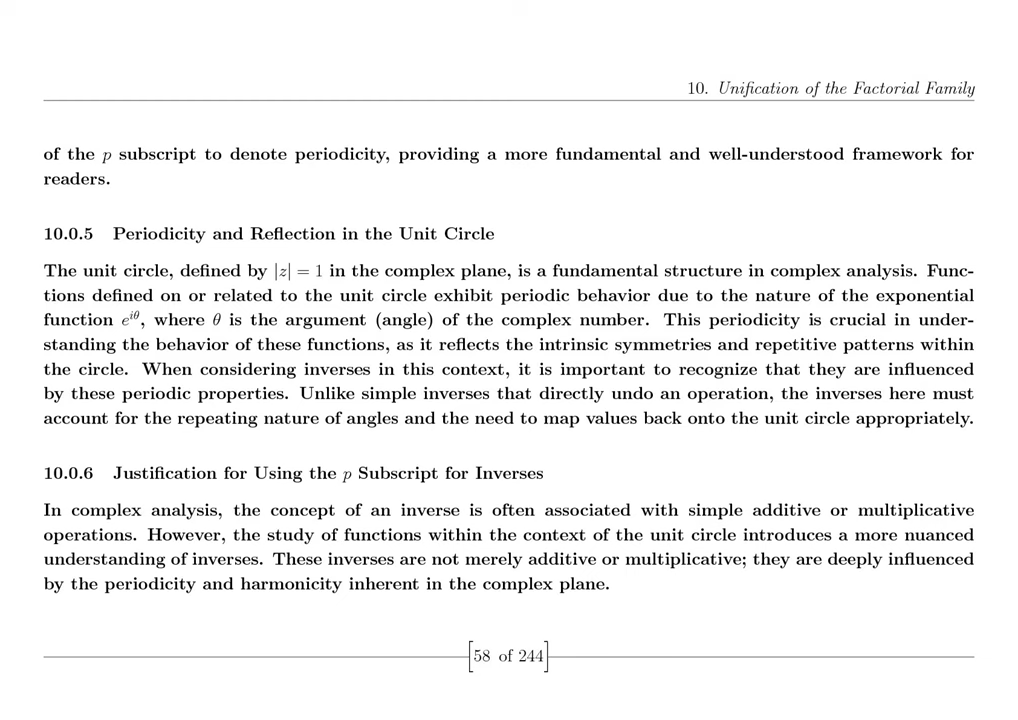 10. Unification of the Factorial Family
of the p subscript to denote periodicity, providing a more fundamental and well-understood framework for
readers.
10.0.5 Periodicity and Reflection in the Unit Circle
The unit circle, defined by |z| = 1 in the complex plane, is a fundamental structure in complex analysis. Func-
tions defined on or related to the unit circle exhibit periodic behavior due to the nature of the exponential
function e^{iθ}, where θ is the argument (angle) of the complex number. This periodicity is crucial in under-
standing the behavior of these functions, as it reflects the intrinsic symmetries and repetitive patterns within
the circle. When considering inverses in this context, it is important to recognize that they are influenced
by these periodic properties. Unlike simple inverses that directly undo an operation, the inverses here must
account for the repeating nature of angles and the need to map values back onto the unit circle appropriately.
10.0.6 Justification for Using the p Subscript for Inverses
In complex analysis, the concept of an inverse is often associated with simple additive or multiplicative
operations. However, the study of functions within the context of the unit circle introduces a more nuanced
understanding of inverses. These inverses are not merely additive or multiplicative; they are deeply influenced
by the periodicity and harmonicity inherent in the complex plane.
[58 of 244]